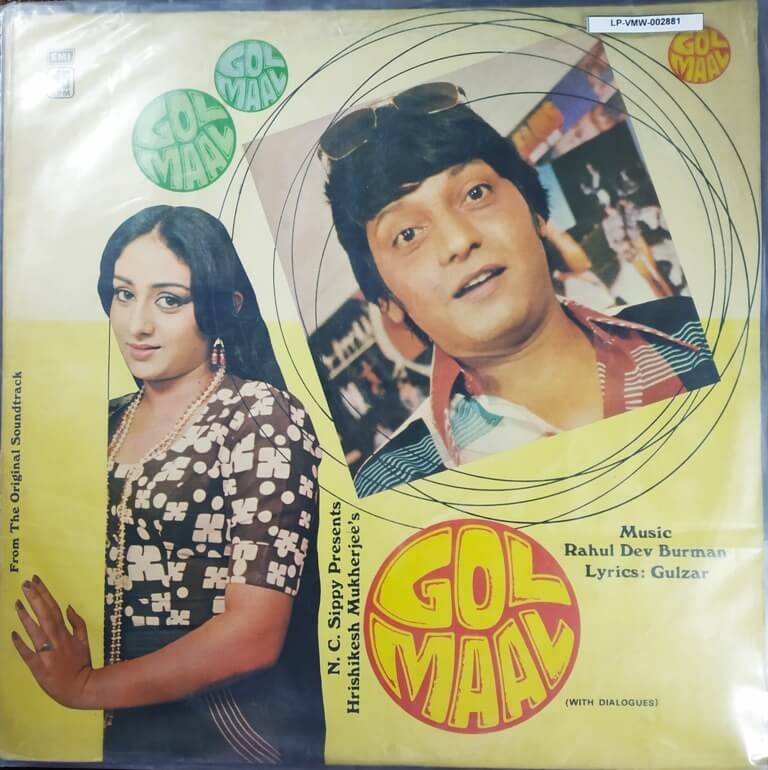 LP-VMW-002881
EMI
GOL
MAAL
GOL
MAAL
GOL
MAAL
From The Original Soundtrack
N. C. Sippy Presents
Hrishikesh Mukherjee's
GOL
MAAL
Music
Rahul Dev Burman
Lyrics: Gulzar
(WITH DIALOGUES)